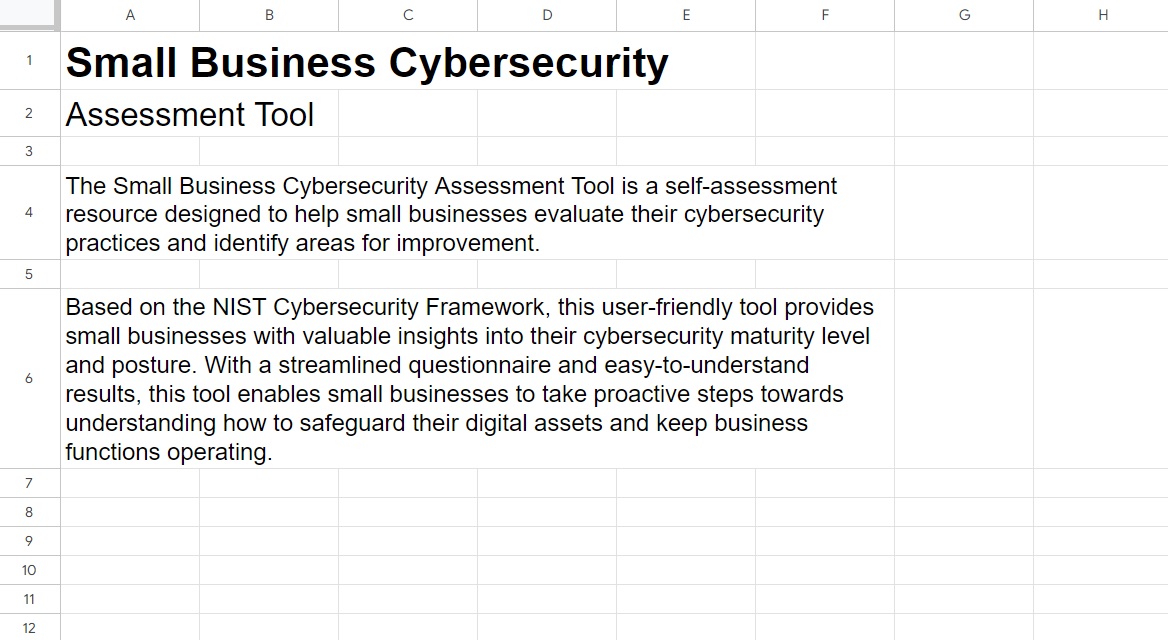 A B C D E F G H
1 Small Business Cybersecurity
2 Assessment Tool
3
4 The Small Business Cybersecurity Assessment Tool is a self-assessment
resource designed to help small businesses evaluate their cybersecurity
practices and identify areas for improvement.
5
6 Based on the NIST Cybersecurity Framework, this user-friendly tool provides
small businesses with valuable insights into their cybersecurity maturity level
and posture. With a streamlined questionnaire and easy-to-understand
results, this tool enables small businesses to take proactive steps towards
understanding how to safeguard their digital assets and keep business
functions operating.
7
8
9
10
11
12